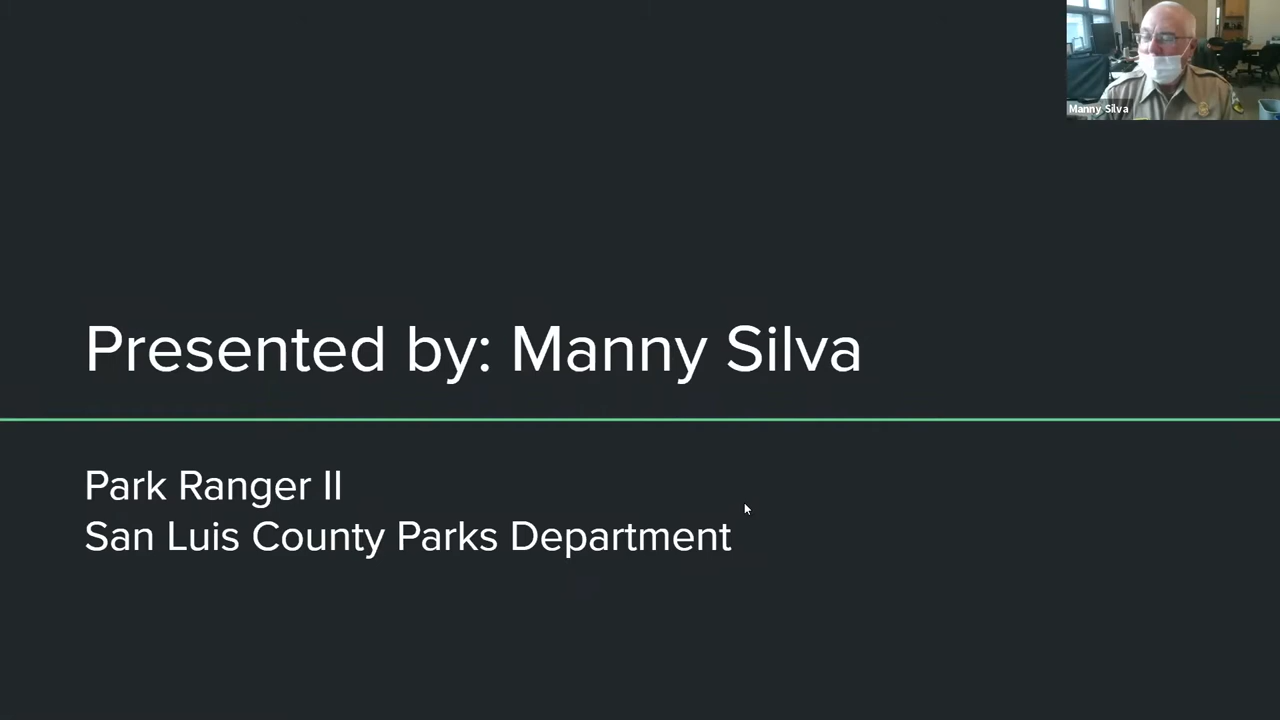 Manny Silva
Presented by: Manny Silva
Park Ranger II
San Luis County Parks Department